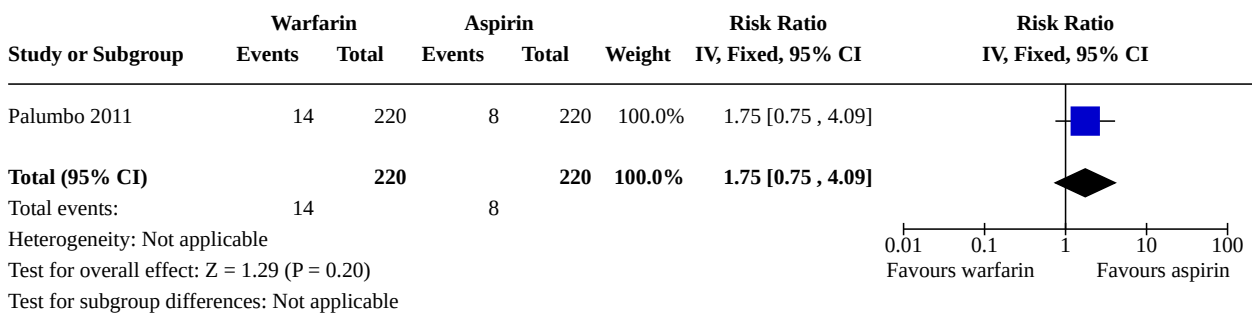 Warfarin Aspirin Risk Ratio Risk Ratio
Study or Subgroup Events Total Events Total Weight IV, Fixed, 95% CI IV, Fixed, 95% CI
Palumbo 2011 14 220 8 220 100.0% 1.75 [0.75 , 4.09]
Total (95% CI) 220 220 100.0% 1.75 [0.75 , 4.09]
Total events: 14 8
Heterogeneity: Not applicable
0.01 0.1 1 10 100
Test for overall effect: Z = 1.29 (P = 0.20) Favours warfarin Favours aspirin
Test for subgroup differences: Not applicable